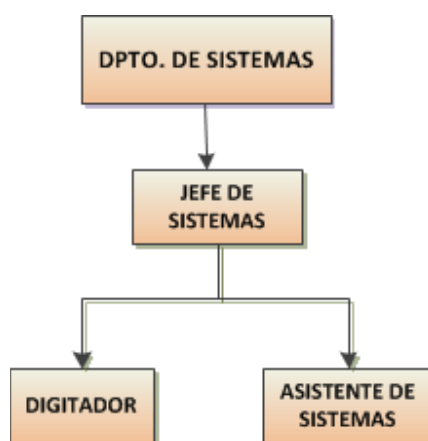 DPTO. DE SISTEMAS
JEFE DE
SISTEMAS
DIGITADOR
ASISTENTE DE
SISTEMAS